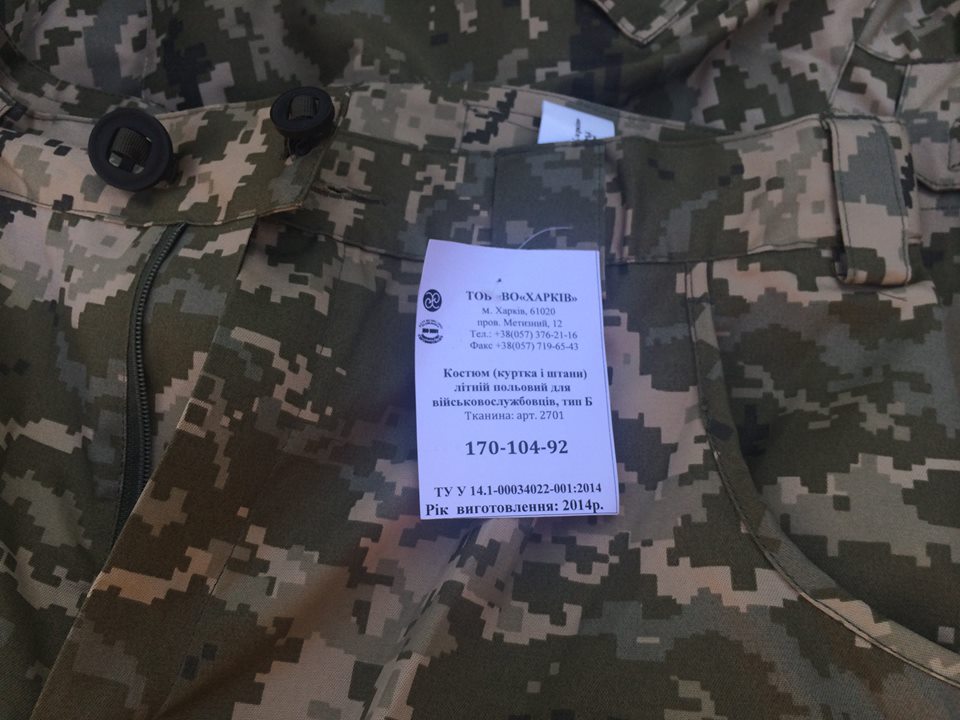 ТОВ ВО«ХАРКІВ»
м. Харків, 61020
пров. Метизний, 12
Тел.: +38(057) 376-21-16
Факс +38(057) 719-65-43
Костюм (куртка і штани)
літній польовий для
військовослужбовців, тип Б
Тканина: арт. 2701
170-104-92
ТУ У 14.1-00034022-001:2014
Рік виготовлення: 2014р.